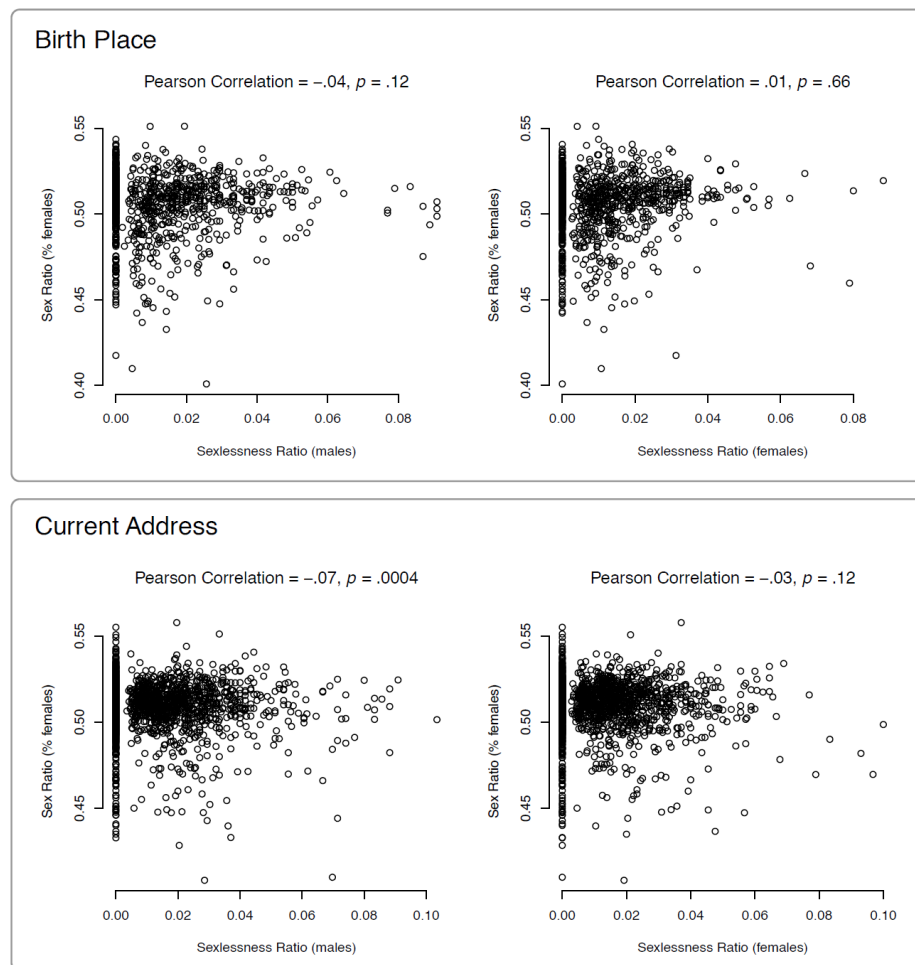 Birth Place
Pearson Correlation = −.04, p = .12
Pearson Correlation = .01, p = .66
0.55
0.50
0.45
0.40
Sex Ratio (% females)
0.00 0.02 0.04 0.06 0.08
Sexlessness Ratio (males)
0.55
0.50
0.45
0.40
Sex Ratio (% females)
0.00 0.02 0.04 0.06 0.08
Sexlessness Ratio (females)
Current Address
Pearson Correlation = −.07, p = .0004
Pearson Correlation = −.03, p = .12
0.55
0.50
0.45
Sex Ratio (% females)
0.00 0.02 0.04 0.06 0.08 0.10
Sexlessness Ratio (males)
0.55
0.50
0.45
Sex Ratio (% females)
0.00 0.02 0.04 0.06 0.08 0.10
Sexlessness Ratio (females)